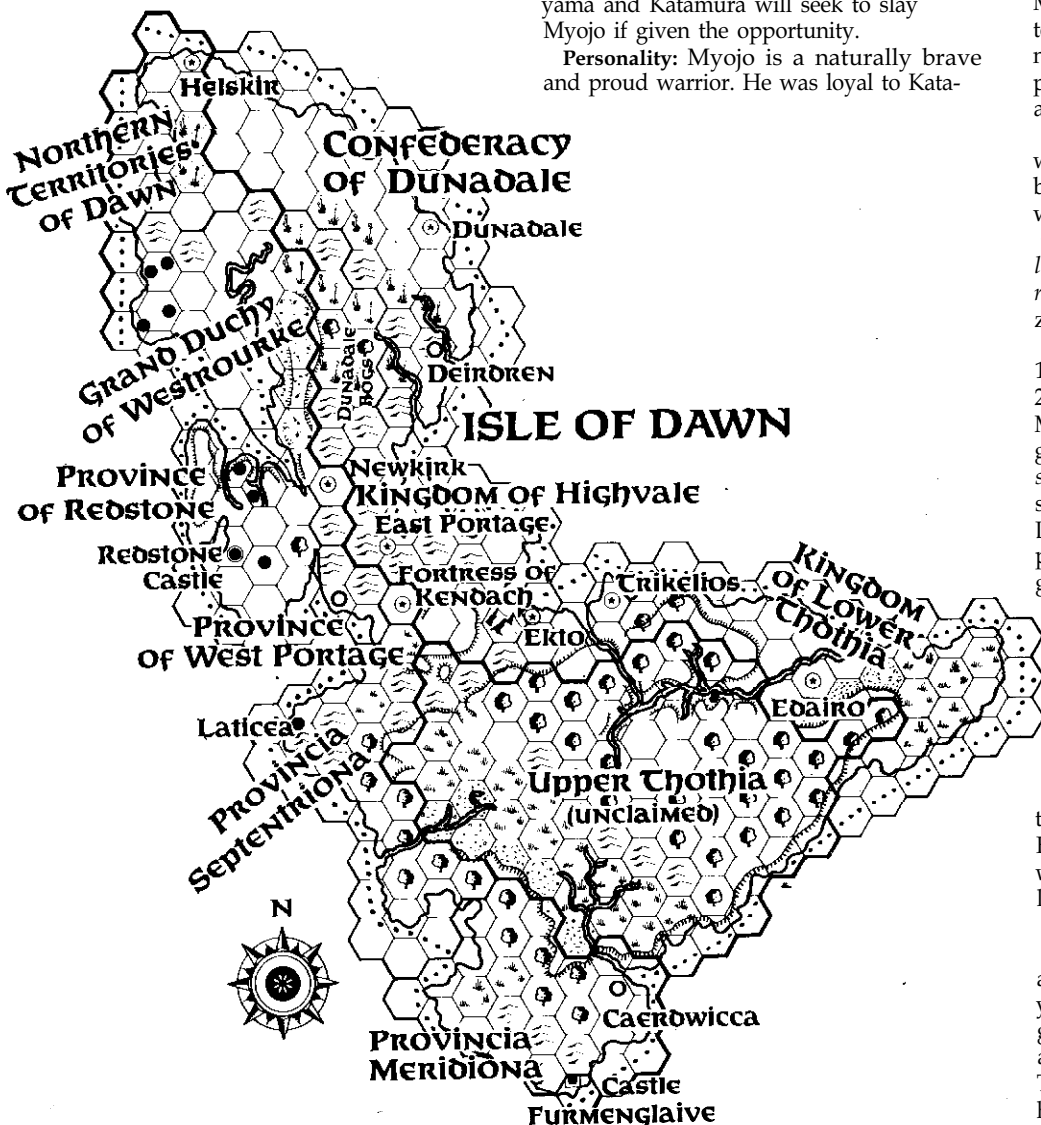 yama and Katamura will seek to slay
Myojo if given the opportunity.
Personality: Myojo is a naturally brave
and proud warrior. He was loyal to Kata-
Helskir
Northern
Territories
of Dawn
Confederacy
of Dunadale
Dunadale
Grand Duchy
of Westrourke
Dunadale
Bogs
Deirdren
ISLE OF DAWN
Province
of Redstone
Newkirk
Kingdom of Highvale
East Portage
Redstone
Castle
Fortress of
Kendach
Trikelios
Kingdom
of Lower
Thothia
Ekto
Province
of West Portage
Edairo
Laticea
Provincia
Septentriona
Upper Thothia
(unclaimed)
N
Caerdwicca
Provincia
Meridiona
Castle
Furmenglaive